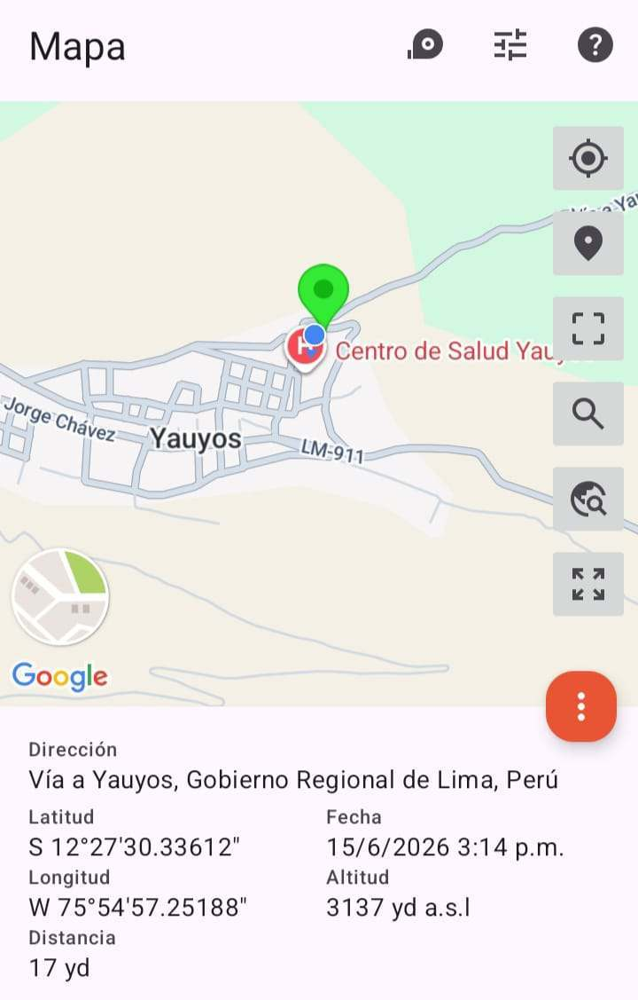 Mapa
Vía a Yau
Centro de Salud Yauyos
Jorge Chávez
Yauyos
LM-911
Google
Dirección
Vía a Yauyos, Gobierno Regional de Lima, Perú
Latitud
S 12°27'30.33612"
Fecha
15/6/2026 3:14 p.m.
Longitud
W 75°54'57.25188"
Altitud
3137 yd a.s.l
Distancia
17 yd